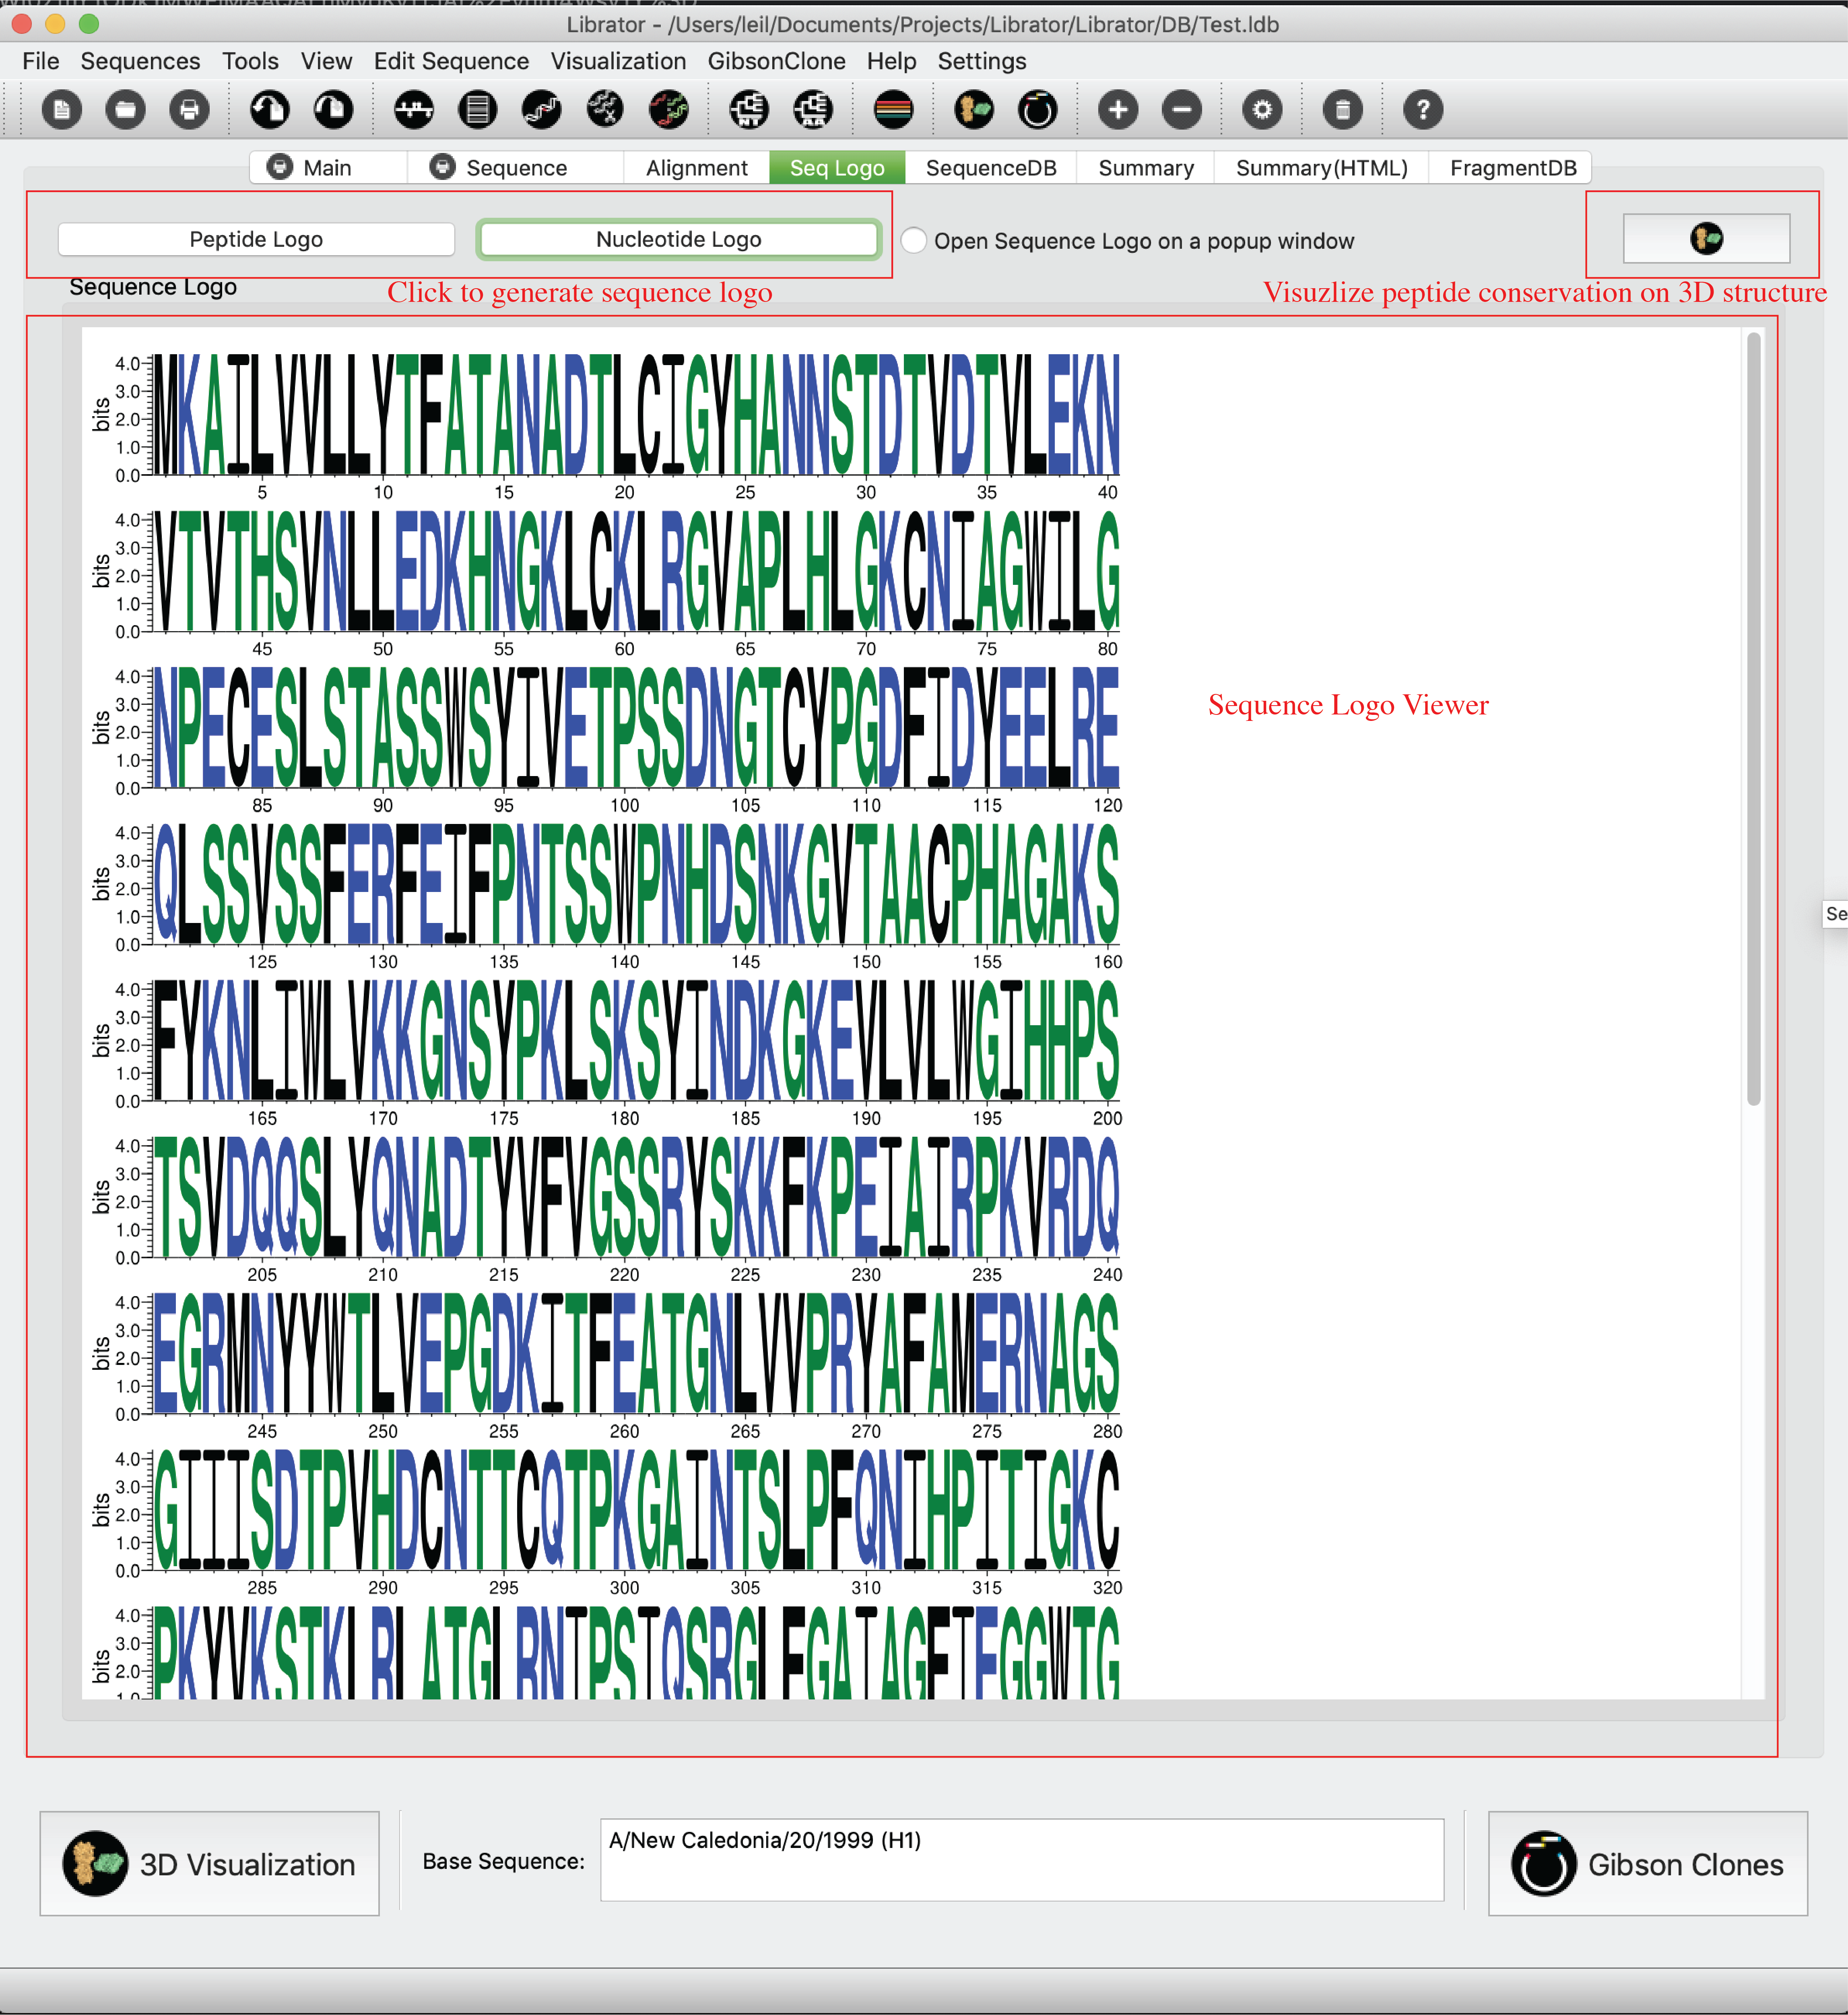 Librator - /Users/leil/Documents/Projects/Librator/Librator/DB/Test.ldb
File Sequences Tools View Edit Sequence Visualization GibsonClone Help Settings
NT AA ?
Main Sequence Alignment Seq Logo SequenceDB Summary Summary(HTML) FragmentDB
Peptide Logo Nucleotide Logo Open Sequence Logo on a popup window
Sequence Logo Click to generate sequence logo Visuzlize peptide conservation on 3D structure
Sequence Logo Viewer
bits 4.0 3.0 2.0 1.0 0.0
MKAILVVLLYTFATANADTLCIGYHANNSTDTVDTVLEKN
5 10 15 20 25 30 35 40
bits 4.0 3.0 2.0 1.0 0.0
VTVTHSVNLLEDKHNGKLCKLRGVAPLHLGKCNIAGWILG
45 50 55 60 65 70 75 80
bits 4.0 3.0 2.0 1.0 0.0
NPECESLSTASSWSYIVETPSSDNGTCYPGDFIDYEELRE
85 90 95 100 105 110 115 120
bits 4.0 3.0 2.0 1.0 0.0
QLSSVSSFERFEIFPNTSSWPNHDSNKGVTAACPHAGAKS
125 130 135 140 145 150 155 160
bits 4.0 3.0 2.0 1.0 0.0
FYKNLIWLVKKGNSYPKLSKSYINDKGKEVLVLWGIHHPS
165 170 175 180 185 190 195 200
bits 4.0 3.0 2.0 1.0 0.0
TSVDQQSLYQNADTYVFVGSSRYSKKFKPEIAIRPKVRDQ
205 210 215 220 225 230 235 240
bits 4.0 3.0 2.0 1.0 0.0
EGRMNYYWTLVEPGDKITFEATGNLVVPRYAFAMERNAGS
245 250 255 260 265 270 275 280
bits 4.0 3.0 2.0 1.0 0.0
GIIISDTPVHDCNTTCQTPKGAINTSLPFQNIHPITIGKC
285 290 295 300 305 310 315 320
bits 4.0 3.0 2.0 1.0
PKYVKSTKLRLATGLRNIPSIQSRGLFGAIAGFIEGGWTG
Se
3D Visualization Base Sequence: A/New Caledonia/20/1999 (H1) Gibson Clones